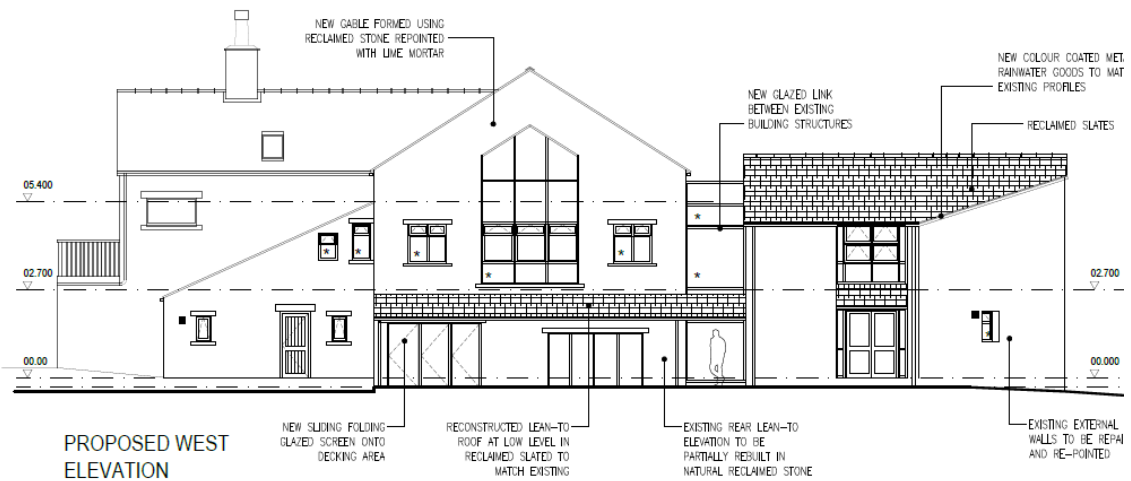 NEW GABLE FORMED USING
RECLAIMED STONE REPOINTED
WITH LIME MORTAR
NEW GLAZED LINK
BETWEEN EXISTING
BUILDING STRUCTURES
NEW COLOUR COATED META
RAINWATER GOODS TO MAT
EXISTING PROFILES
RECLAIMED SLATES
05.400
02.700
00.00
02.700
00.000
PROPOSED WEST
ELEVATION
NEW SLIDING FOLDING
GLAZED SCREEN ONTO
DECKING AREA
RECONSTRUCTED LEAN-TO
ROOF AT LOW LEVEL IN
RECLAIMED SLATED TO
MATCH EXISTING
EXISTING REAR LEAN-TO
ELEVATION TO BE
PARTIALLY REBUILT IN
NATURAL RECLAIMED STONE
EXISTING EXTERNAL
WALLS TO BE REPAI
AND RE-POINTED